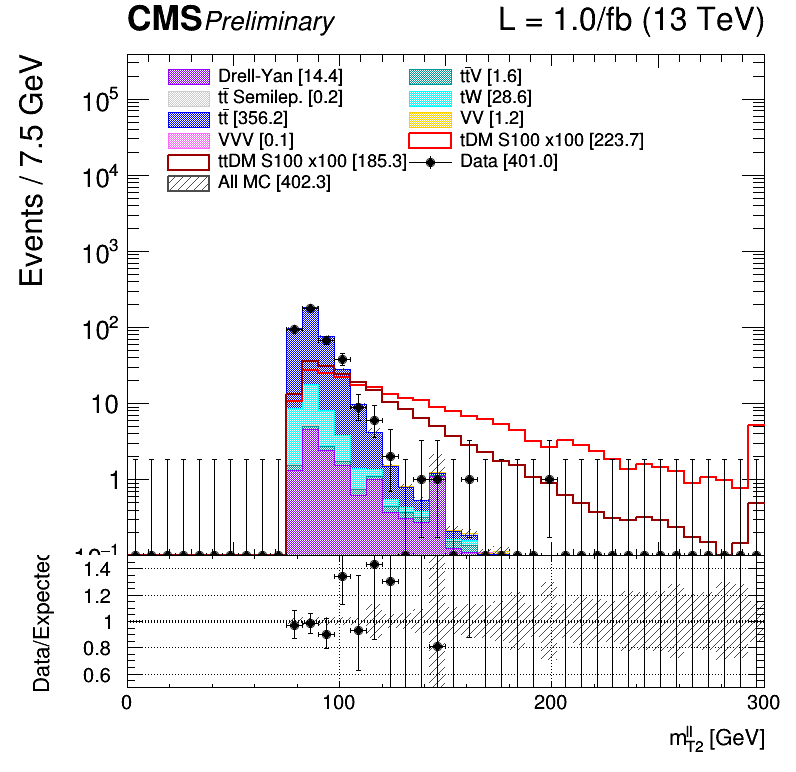 CMS Preliminary L = 1.0/fb (13 TeV)
Events / 7.5 GeV
Drell-Yan [14.4] tt̄V [1.6]
tt̄ Semilep. [0.2] tW [28.6]
tt̄ [356.2] VV [1.2]
VVV [0.1] tDM S100 x100 [223.7]
ttDM S100 x100 [185.3] Data [401.0]
All MC [402.3]
10⁵
10⁴
10³
10²
10
1
10⁻¹
Data/Expected
1.4
1.2
1
0.8
0.6
0 100 200 300
m_T2^ll [GeV]